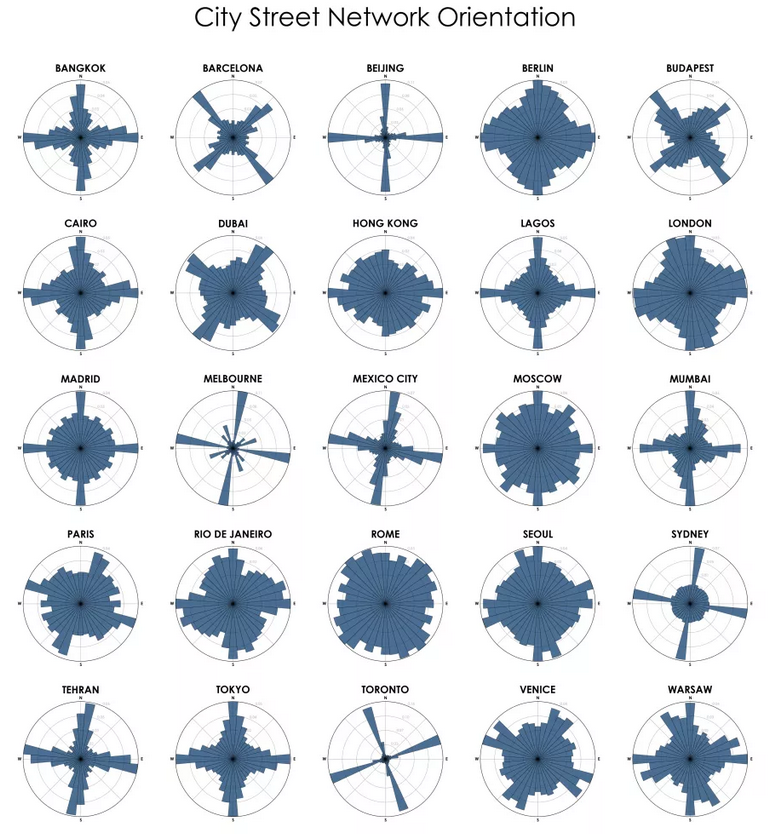 City Street Network Orientation
BANGKOK BARCELONA BEIJING BERLIN BUDAPEST
N N N N N
W E W E W E W E W E
S S S S S
CAIRO DUBAI HONG KONG LAGOS LONDON
N N N N N
W E W E W E W E W E
S S S S S
MADRID MELBOURNE MEXICO CITY MOSCOW MUMBAI
N N N N N
W E W E W E W E W E
S S S S S
PARIS RIO DE JANEIRO ROME SEOUL SYDNEY
N N N N N
W E W E W E W E W E
S S S S S
TEHRAN TOKYO TORONTO VENICE WARSAW
N N N N N
W E W E W E W E W E
S S S S S